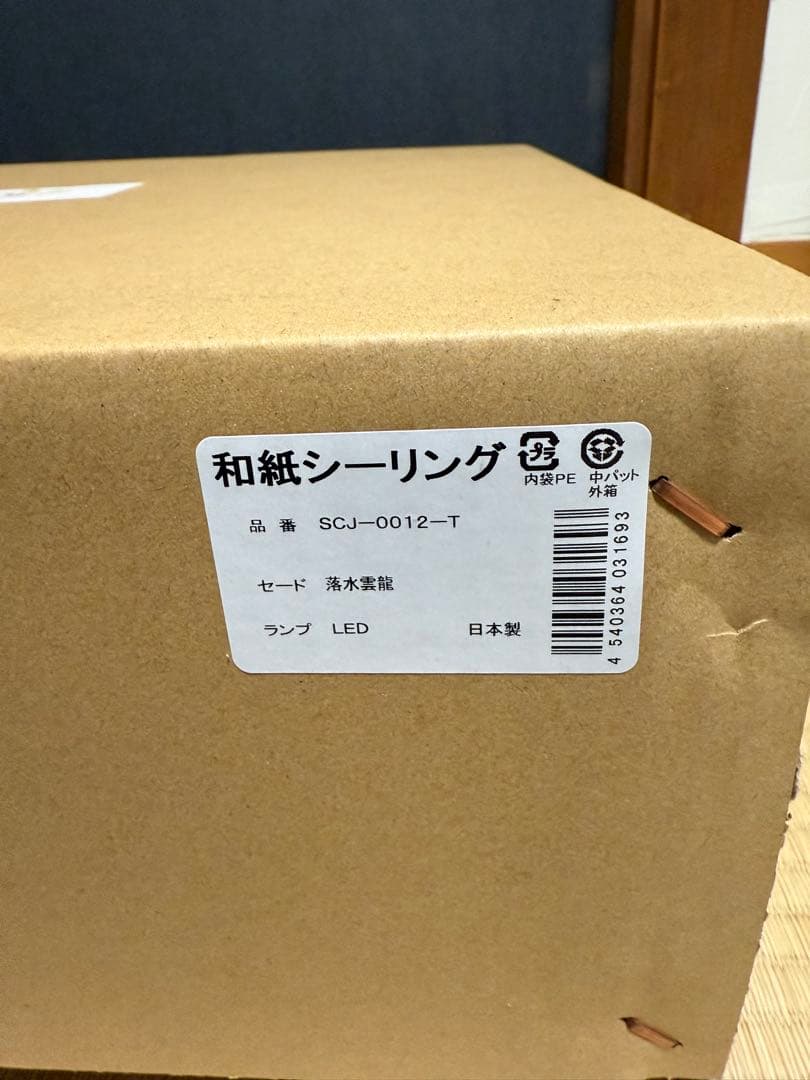 和紙シーリング
プラ
内袋PE
中パット
外箱
品番 SCJ-0012-T
セード 落水雲龍
ランプ LED 日本製
4 540364 031693